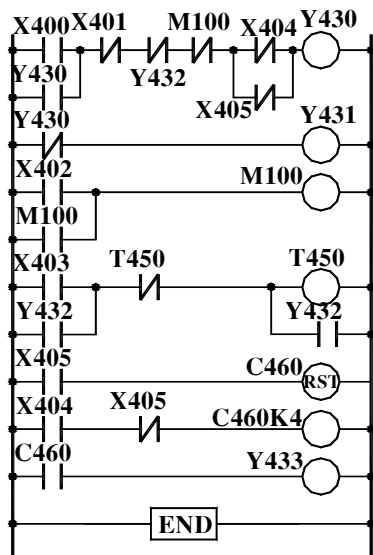 X400 X401 M100 X404 Y430
Y430 Y432
X405
Y430 Y431
X402 M100
M100
X403 T450 T450
Y432 Y432
X405 C460
RST
X404 X405 C460K4
C460 Y433
END